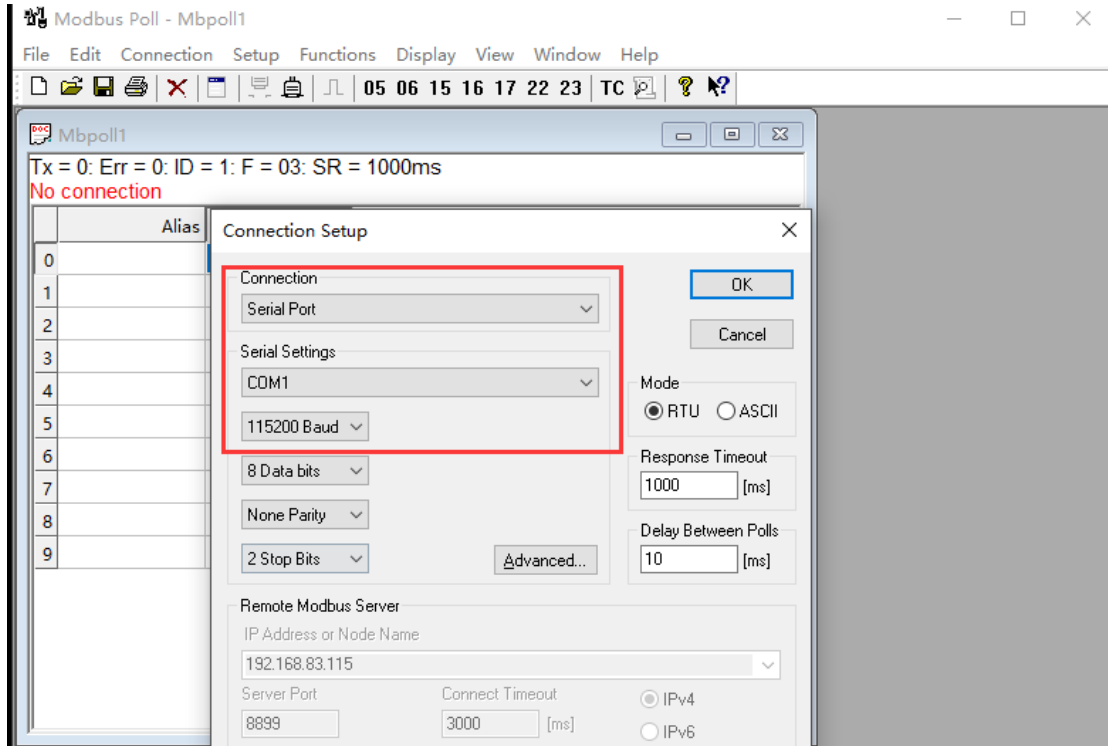 Modbus Poll - Mbpoll1
File Edit Connection Setup Functions Display View Window Help
05 06 15 16 17 22 23 TC
Mbpoll1
Tx = 0: Err = 0: ID = 1: F = 03: SR = 1000ms
No connection
Alias
0
1
2
3
4
5
6
7
8
9
Connection Setup
Connection
Serial Port
OK
Cancel
Serial Settings
COM1
115200 Baud
8 Data bits
None Parity
2 Stop Bits
Advanced...
Mode
RTU ASCII
Response Timeout
1000 [ms]
Delay Between Polls
10 [ms]
Remote Modbus Server
IP Address or Node Name
192.168.83.115
Server Port Connect Timeout
8899 3000 [ms]
IPv4
IPv6